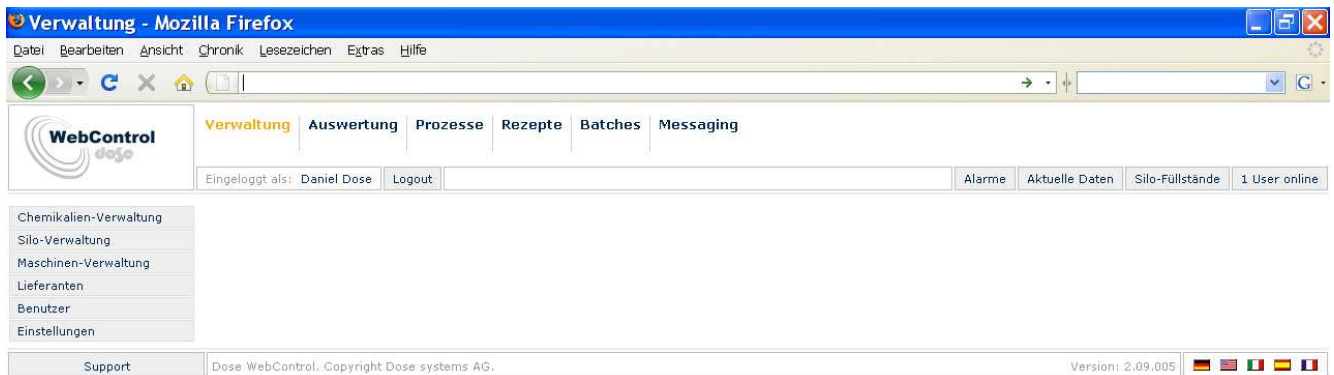 Verwaltung - Mozilla Firefox
Datei Bearbeiten Ansicht Chronik Lesezeichen Extras Hilfe
G
WebControl
dose
Verwaltung Auswertung Prozesse Rezepte Batches Messaging
Eingeloggt als: Daniel Dose Logout Alarme Aktuelle Daten Silo-Füllstände 1 User online
Chemikalien-Verwaltung
Silo-Verwaltung
Maschinen-Verwaltung
Lieferanten
Benutzer
Einstellungen
Support Dose WebControl. Copyright Dose systems AG. Version: 2.09.005